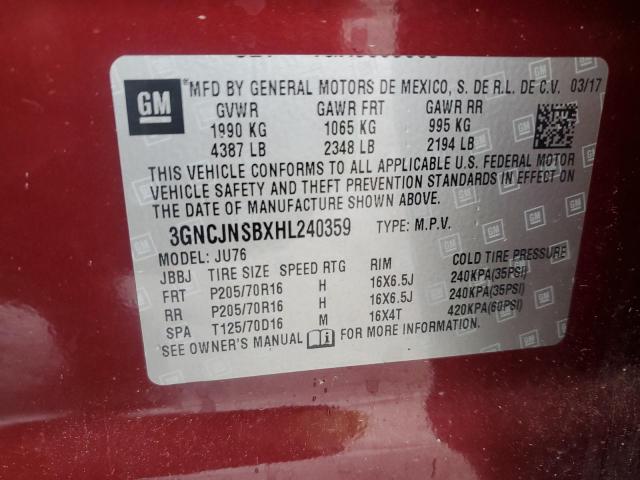 GM
MFD BY GENERAL MOTORS DE MEXICO, S. DE R.L. DE C.V. 03/17
GVWR GAWR FRT GAWR RR
1990 KG 1065 KG 995 KG
4387 LB 2348 LB 2194 LB
THIS VEHICLE CONFORMS TO ALL APPLICABLE U.S. FEDERAL MOTOR
VEHICLE SAFETY AND THEFT PREVENTION STANDARDS IN EFFECT ON
THE DATE OF MANUFACTURE SHOWN ABOVE.
3GNCJNSBXHL240359 TYPE: M.P.V.
MODEL: JU76
JBBJ TIRE SIZE SPEED RTG RIM COLD TIRE PRESSURE
FRT P205/70R16 H 16X6.5J 240KPA(35PSI)
RR P205/70R16 H 16X6.5J 240KPA(35PSI)
SPA T125/70D16 M 16X4T 420KPA(60PSI)
SEE OWNER'S MANUAL FOR MORE INFORMATION.